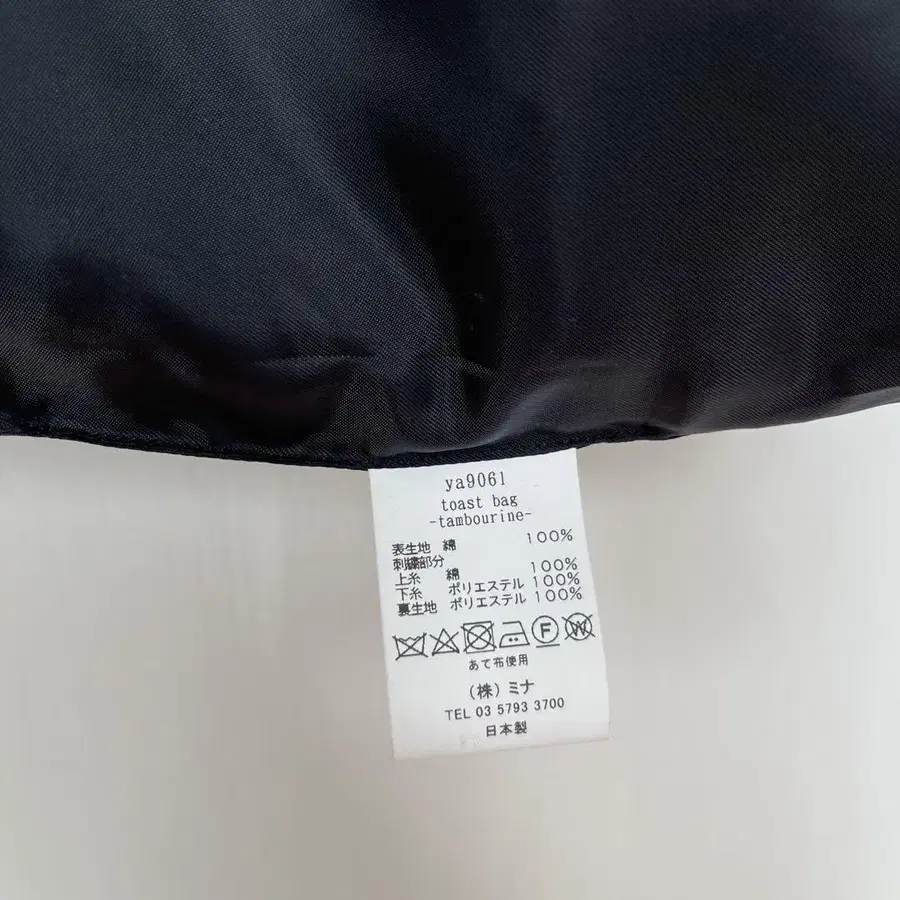 ya9061
toast bag
-tambourine-
表生地 綿 100%
刺繍部分
上糸 綿 100%
下糸 ポリエステル 100%
裏生地 ポリエステル 100%
F W
あて布使用
(株) ミナ
TEL 03 5793 3700
日本製